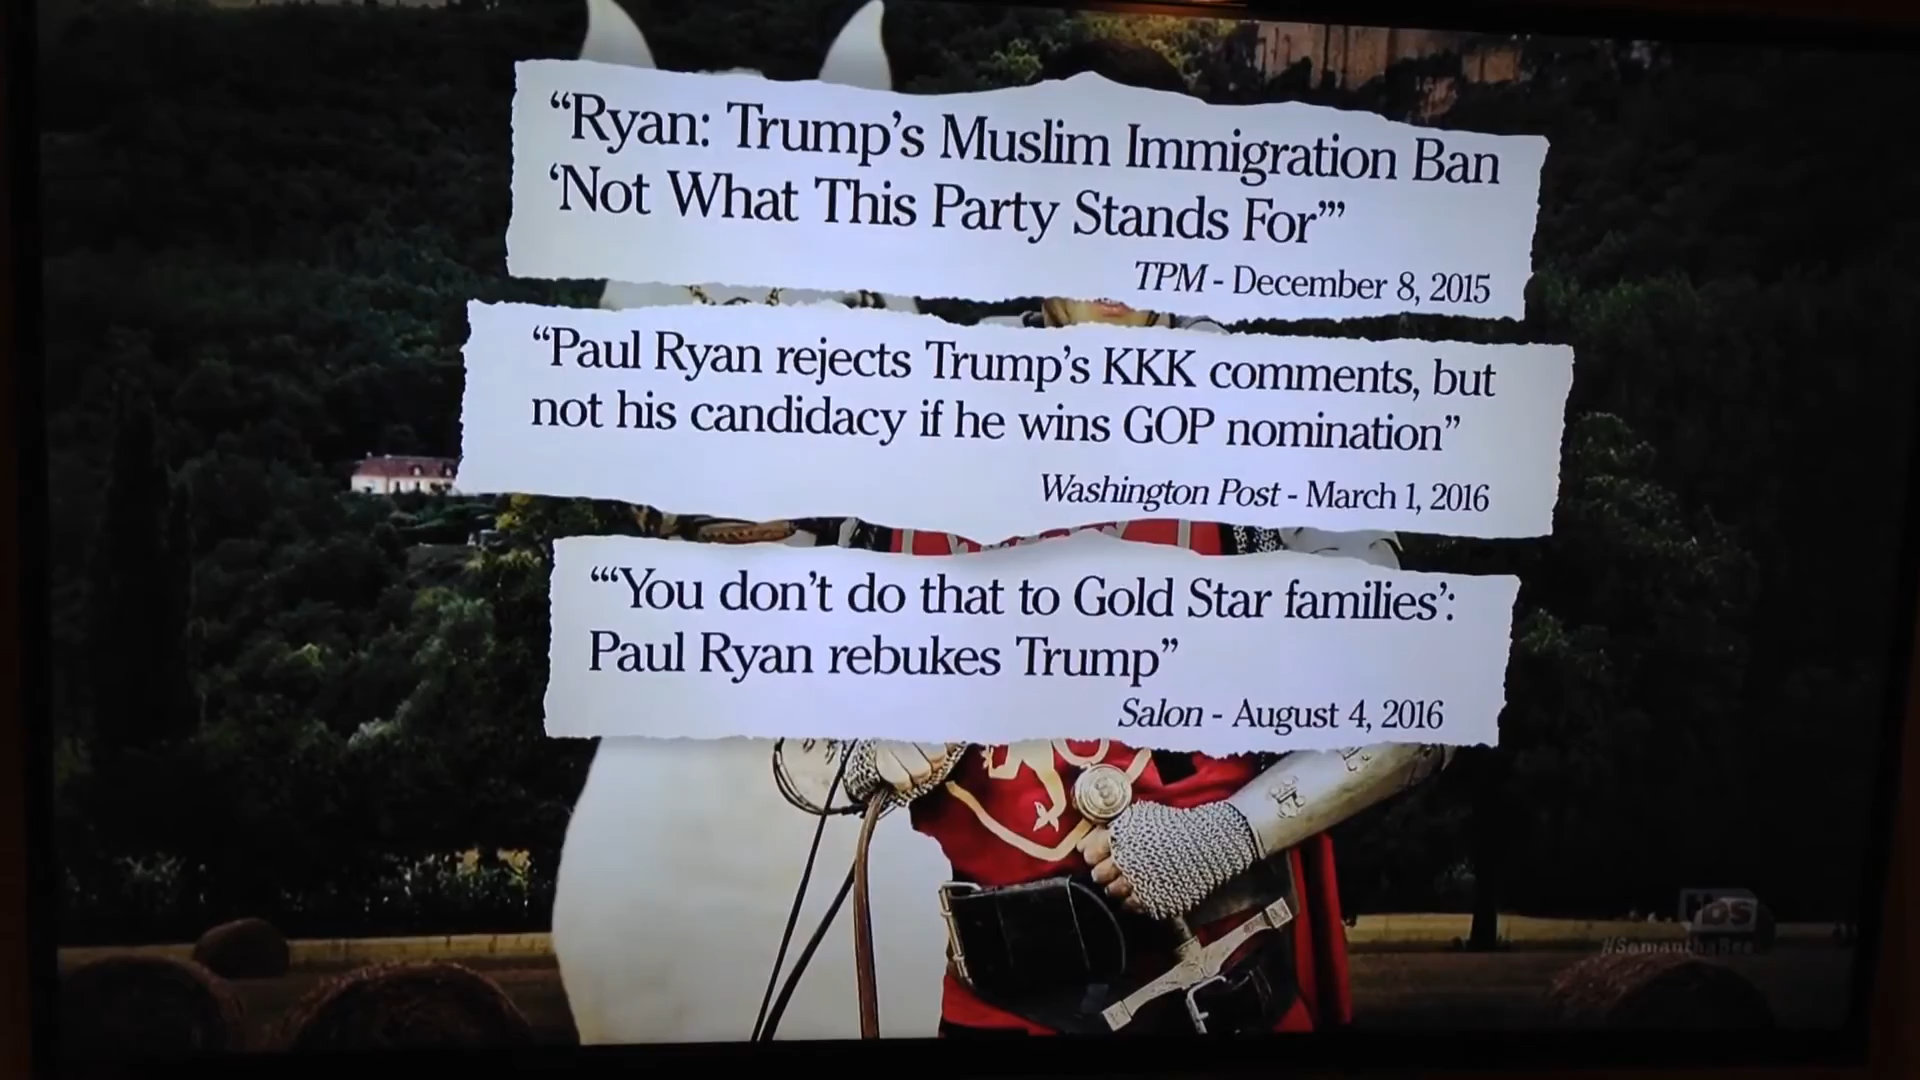 “Ryan: Trump’s Muslim Immigration Ban
‘Not What This Party Stands For’”
TPM - December 8, 2015
“Paul Ryan rejects Trump’s KKK comments, but
not his candidacy if he wins GOP nomination”
Washington Post - March 1, 2016
“‘You don’t do that to Gold Star families’:
Paul Ryan rebukes Trump”
Salon - August 4, 2016
tbs
#SamanthaBee